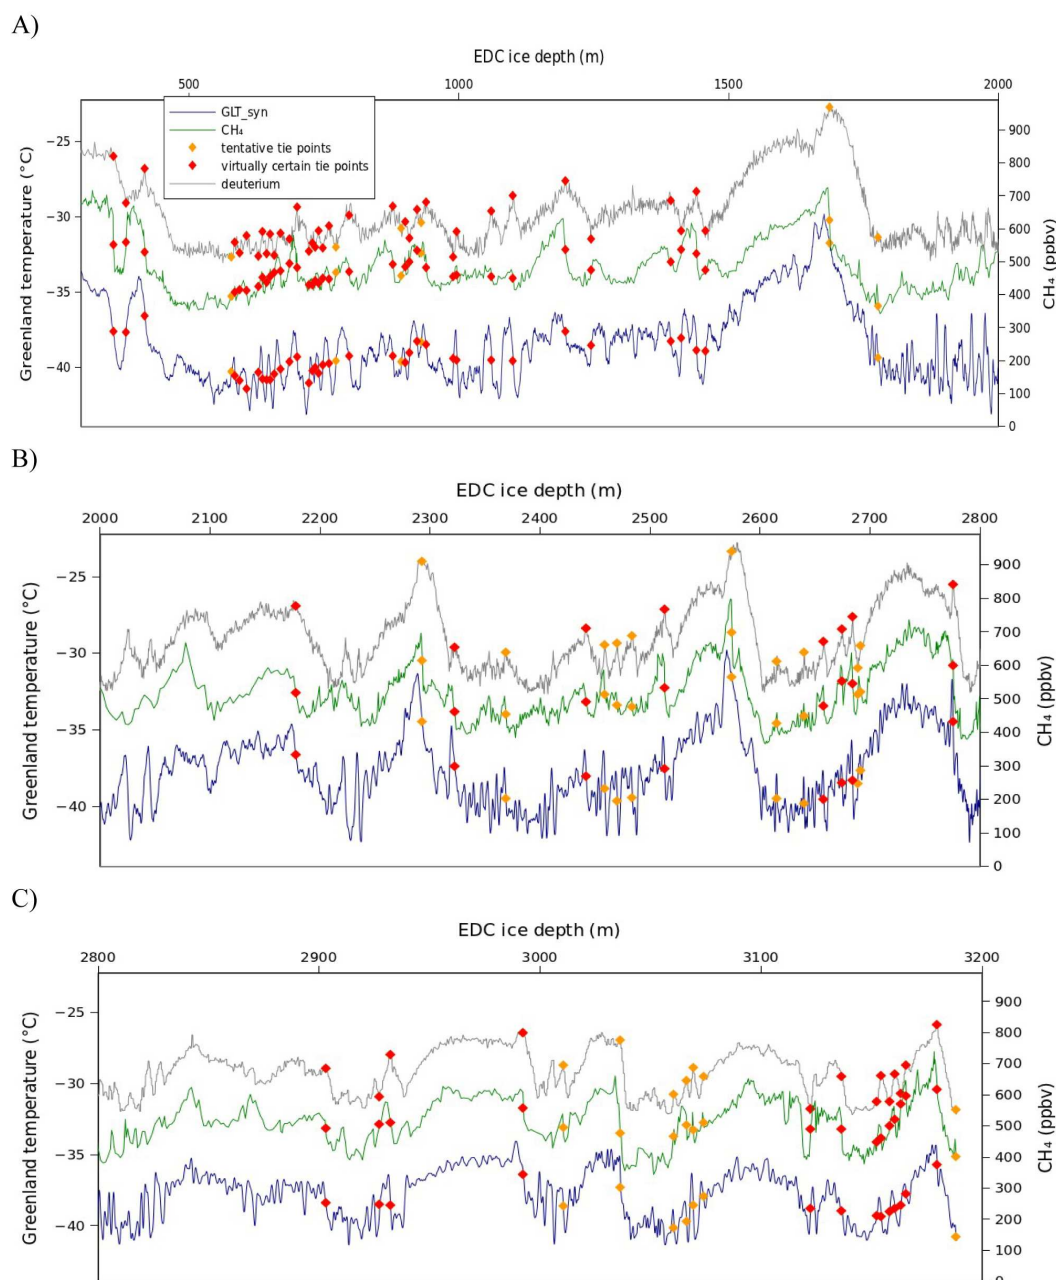 A)
EDC ice depth (m)
500 1000 1500 2000
GLT_syn
CH₄
tentative tie points
virtually certain tie points
deuterium
Greenland temperature (°C)
−25
−30
−35
−40
CH₄ (ppbv)
900
800
700
600
500
400
300
200
100
0
B)
EDC ice depth (m)
2000 2100 2200 2300 2400 2500 2600 2700 2800
Greenland temperature (°C)
−25
−30
−35
−40
CH₄ (ppbv)
900
800
700
600
500
400
300
200
100
0
C)
EDC ice depth (m)
2800 2900 3000 3100 3200
Greenland temperature (°C)
−25
−30
−35
−40
CH₄ (ppbv)
900
800
700
600
500
400
300
200
100
0